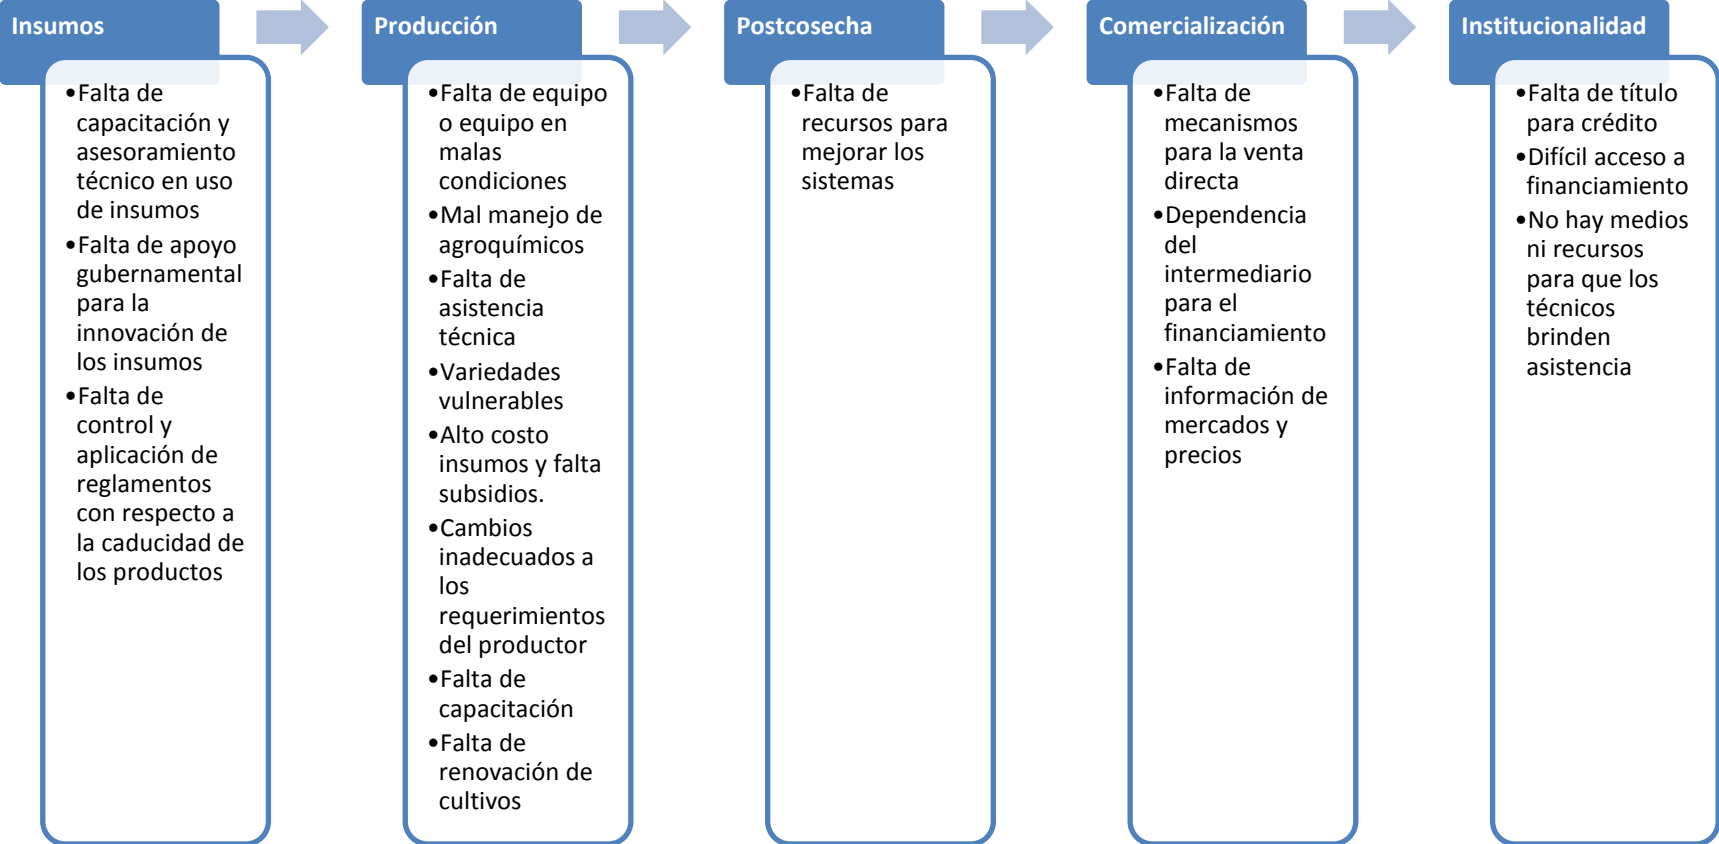 Insumos
•Falta de
capacitación y
asesoramiento
técnico en uso
de insumos
•Falta de apoyo
gubernamental
para la
innovación de
los insumos
•Falta de
control y
aplicación de
reglamentos
con respecto a
la caducidad de
los productos
Producción
•Falta de equipo
o equipo en
malas
condiciones
•Mal manejo de
agroquímicos
•Falta de
asistencia
técnica
•Variedades
vulnerables
•Alto costo
insumos y falta
subsidios.
•Cambios
inadecuados a
los
requerimientos
del productor
•Falta de
capacitación
•Falta de
renovación de
cultivos
Postcosecha
•Falta de
recursos para
mejorar los
sistemas
Comercialización
•Falta de
mecanismos
para la venta
directa
•Dependencia
del
intermediario
para el
financiamiento
•Falta de
información de
mercados y
precios
Institucionalidad
•Falta de título
para crédito
•Difícil acceso a
financiamiento
•No hay medios
ni recursos
para que los
técnicos
brinden
asistencia